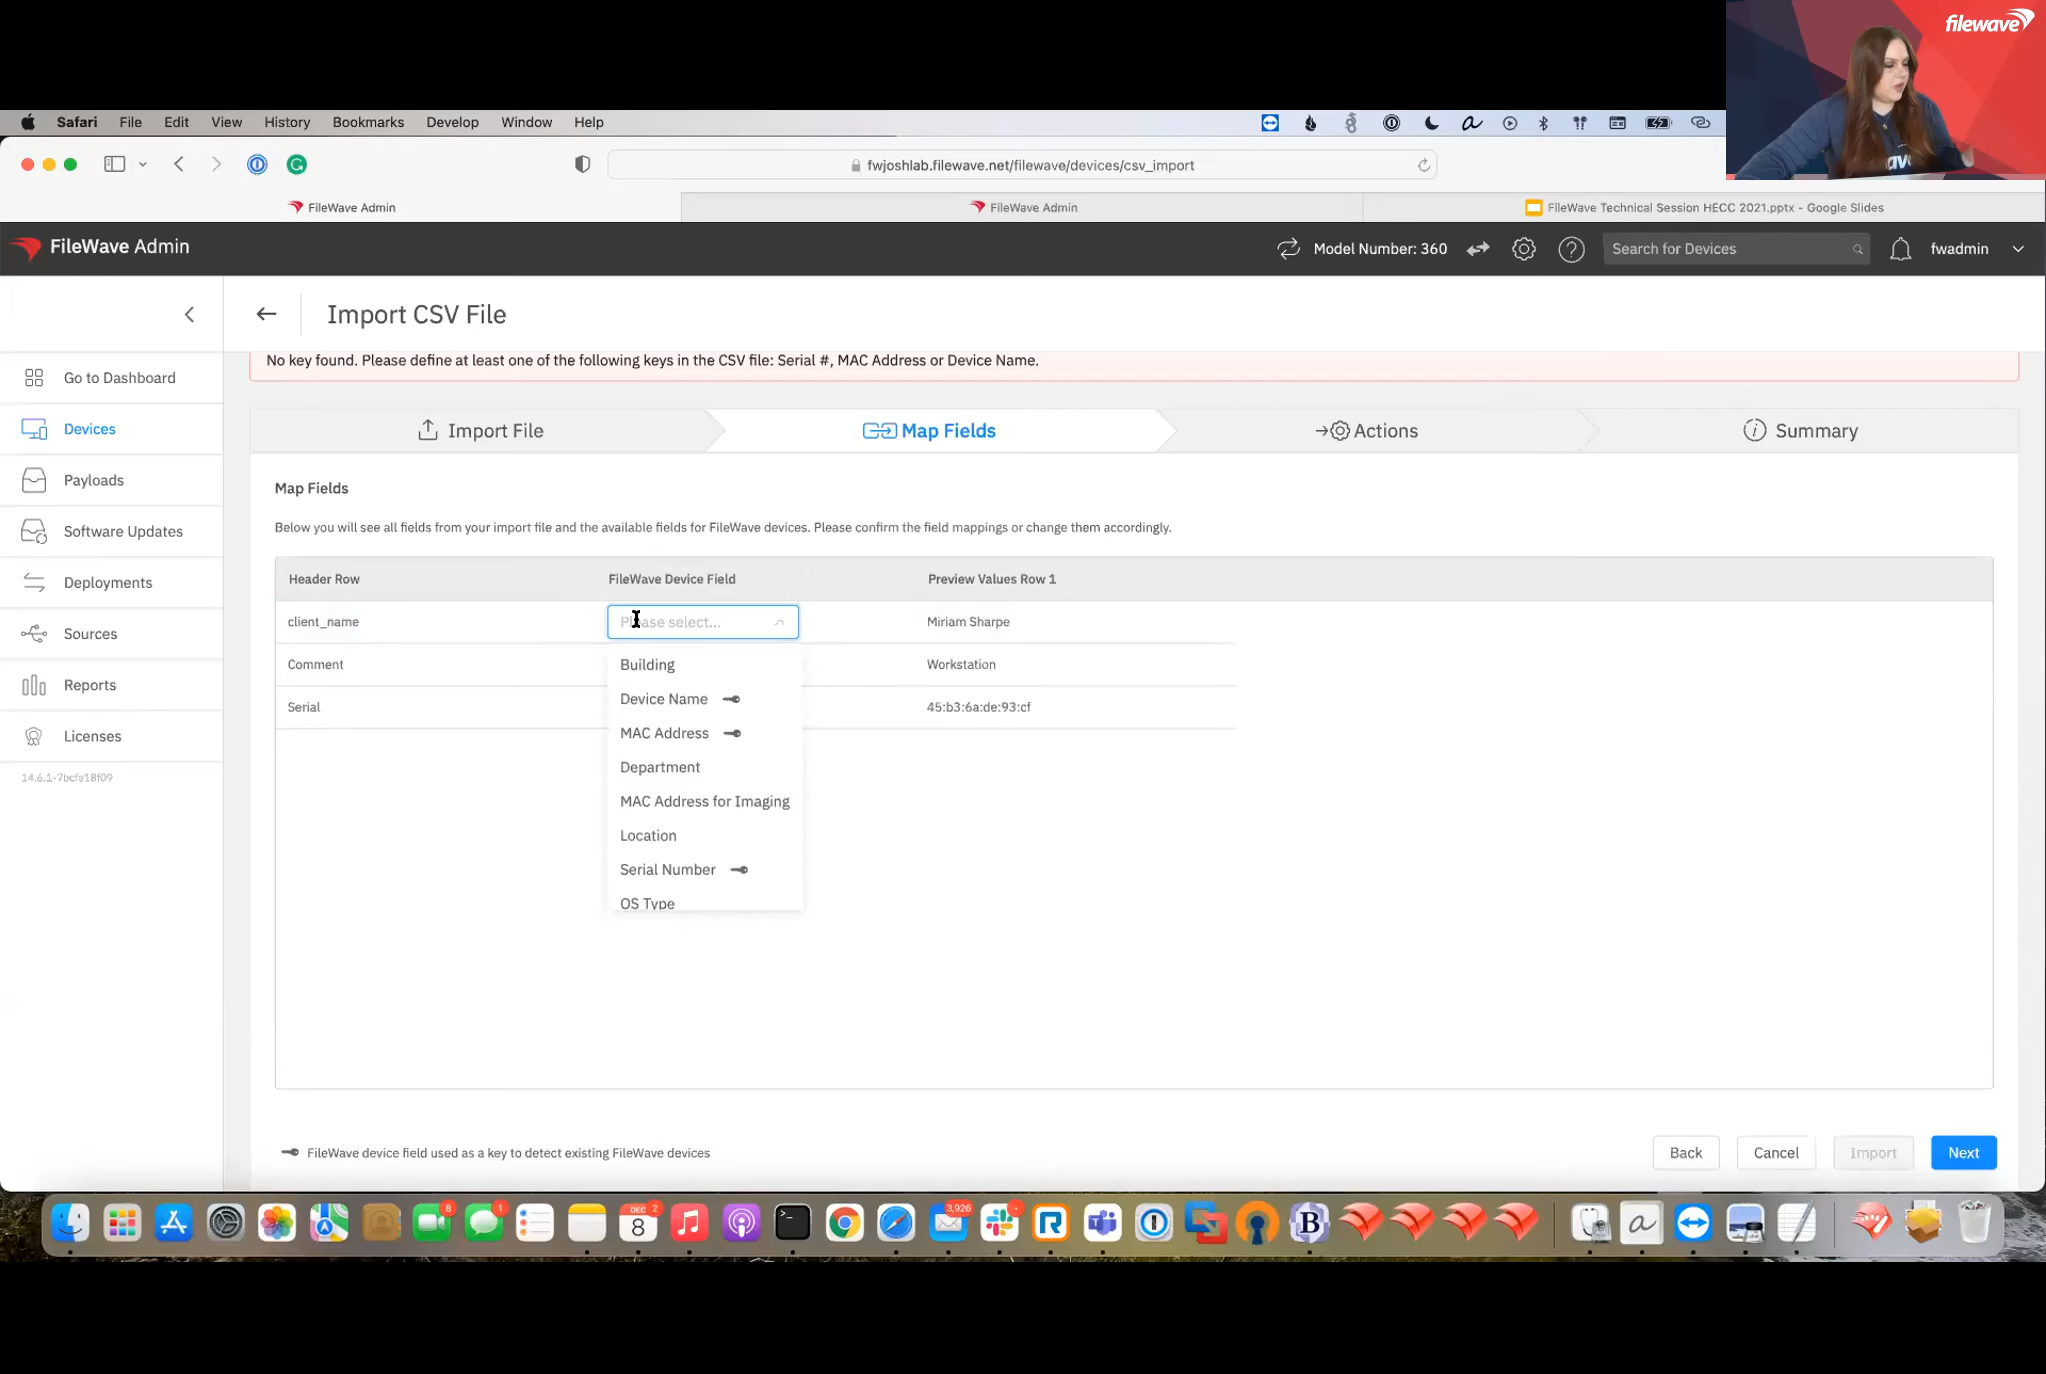 filewave
Safari File Edit View History Bookmarks Develop Window Help
fwjoshlab.filewave.net/filewave/devices/csv_import
FileWave Admin
FileWave Admin
FileWave Technical Session HECC 2021.pptx - Google Slides
FileWave Admin
Model Number: 360
Search for Devices
fwadmin
Import CSV File
No key found. Please define at least one of the following keys in the CSV file: Serial #, MAC Address or Device Name.
Go to Dashboard
Devices
Payloads
Software Updates
Deployments
Sources
Reports
Licenses
Import File
Map Fields
Actions
Summary
Map Fields
Below you will see all fields from your import file and the available fields for FileWave devices. Please confirm the field mappings or change them accordingly.
Header Row FileWave Device Field Preview Values Row 1
client_name Please select... Miriam Sharpe
Comment Workstation
Serial 45:b3:6a:de:93:cf
Building
Device Name
MAC Address
Department
MAC Address for Imaging
Location
Serial Number
OS Type
FileWave device field used as a key to detect existing FileWave devices
Back Cancel Import Next
8
1
DEC 2
8
3,926
R
B
a